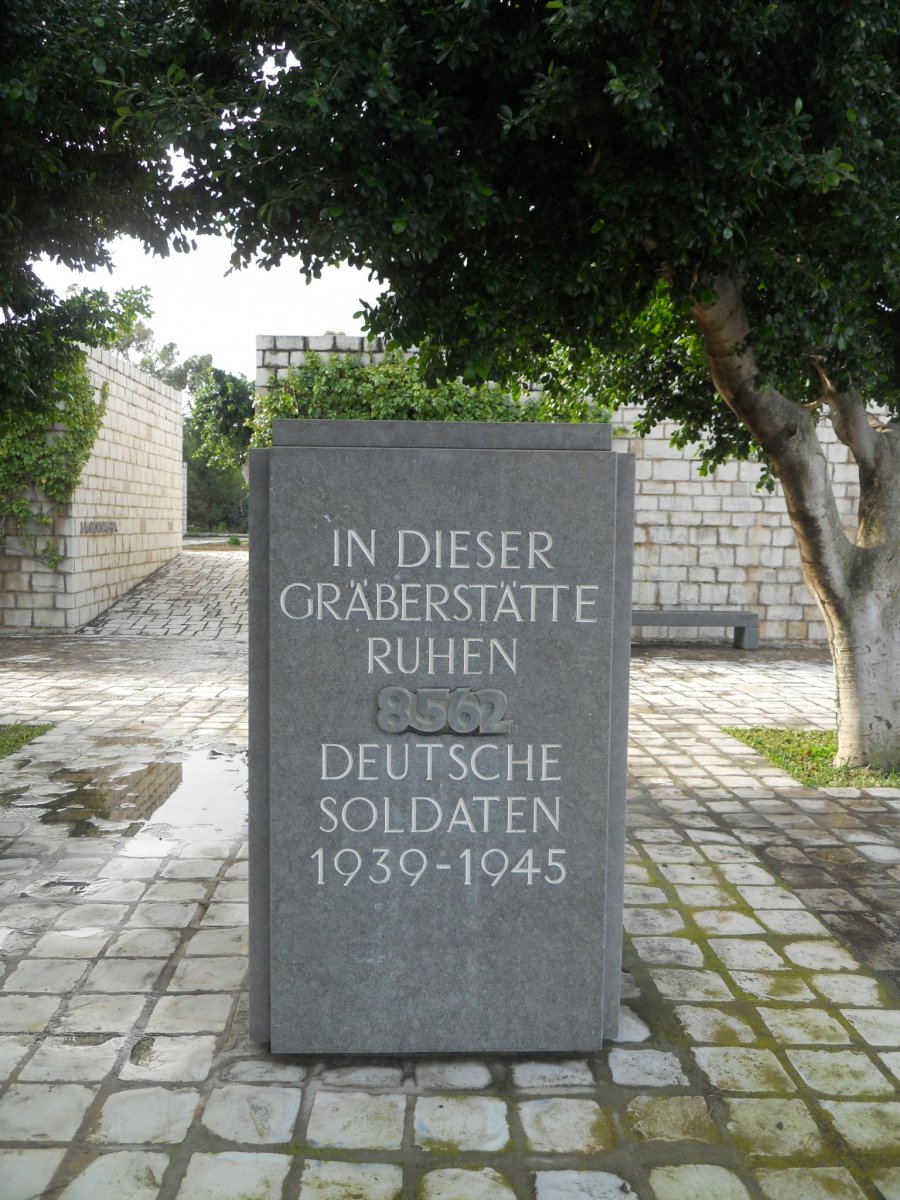 IN DIESER
GRÄBERSTÄTTE
RUHEN
8562
DEUTSCHE
SOLDATEN
1939-1945